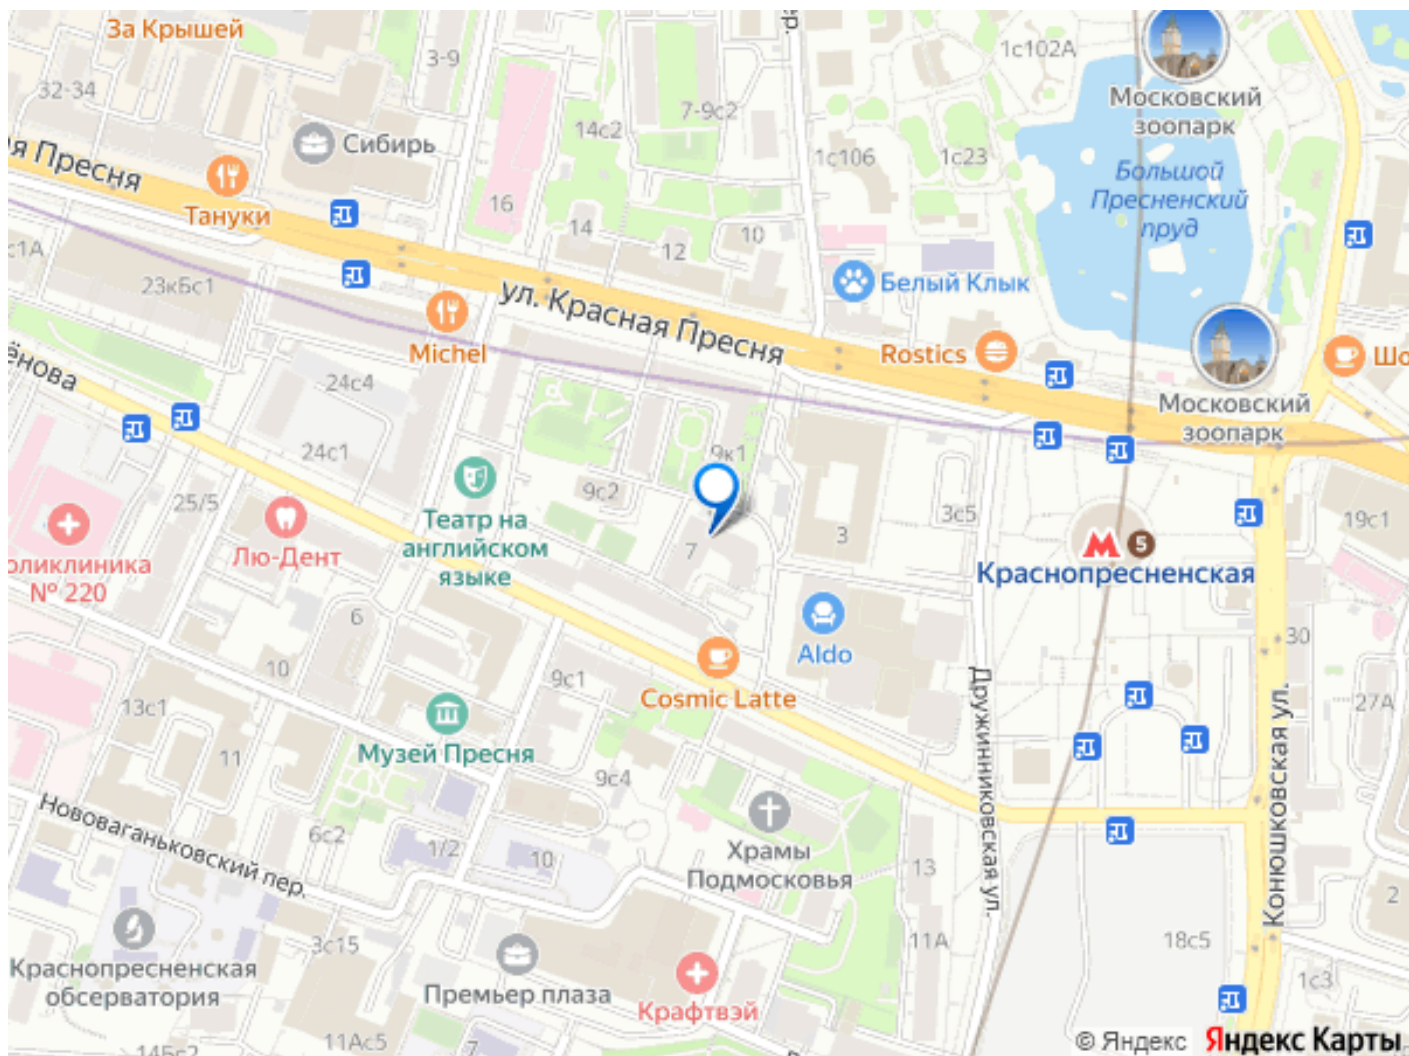 За Крышей
3-9
1с102А
32-34
7-9с2
Московский
зоопарк
14с2
Сибирь
1с106
1с23
я Пресня
Большой
Пресненский
пруд
Тануки
16
14
12
10
с1А
23кБс1
ул. Красная Пресня
Белый Клык
Michel
Rostics
Шо
ёнова
24с4
Московский
зоопарк
24с1
9к1
25/5
9с2
3с5
19с1
Театр на
английском
языке
7
3
М 5
Краснопресненская
Лю-Дент
оликлиника
№ 220
6
Aldo
30
10
9с1
Cosmic Latte
Дружинниковская ул.
27А
13с1
Музей Пресня
11
9с4
Конюшковская ул.
Нововаганьковский пер.
6с2
1/2
10
Храмы
Подмосковья
13
2
3с15
11А
18с5
Краснопресненская
обсерватория
Премьер плаза
Крафтвэй
1с3
11Ас5
7
14Бс2
© Яндекс Яндекс Карты